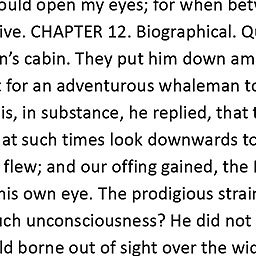 ould open my eyes; for when betw
ive. CHAPTER 12. Biographical. Qu
n's cabin. They put him down am
for an adventurous whaleman to
is, in substance, he replied, that t
at such times look downwards to
flew; and our offing gained, the
his own eye. The prodigious strain
uch unconsciousness? He did not
ld borne out of sight over the wid